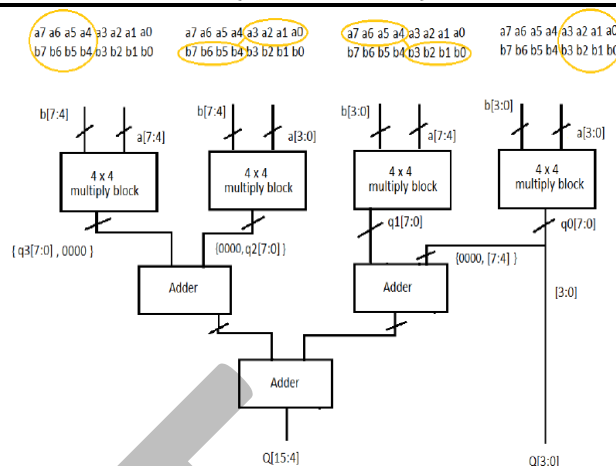 a7 a6 a5 a4 a3 a2 a1 a0
b7 b6 b5 b4 b3 b2 b1 b0
a7 a6 a5 a4 a3 a2 a1 a0
b7 b6 b5 b4 b3 b2 b1 b0
a7 a6 a5 a4 a3 a2 a1 a0
b7 b6 b5 b4 b3 b2 b1 b0
a7 a6 a5 a4 a3 a2 a1 a0
b7 b6 b5 b4 b3 b2 b1 b0
b[7:4]
a[7:4]
b[7:4]
a[3:0]
b[3:0]
a[7:4]
b[3:0]
a[3:0]
4 x 4
multiply block
4 x 4
multiply block
4 x 4
multiply block
4 x 4
multiply block
{ q3[7:0] , 0000 }
{0000,q2[7:0] }
q1[7:0]
q0[7:0]
{0000, [7:4] }
Adder
Adder
[3:0]
Adder
Q[15:4]
Q[3:0]